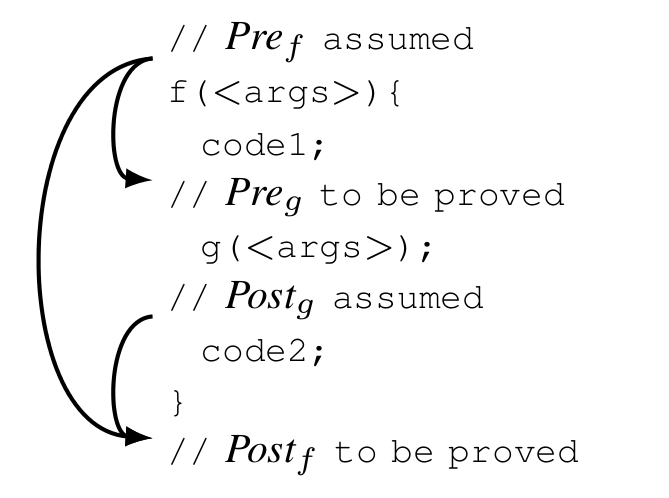 // Pre_f assumed
f(<args>){
code1;
// Pre_g to be proved
g(<args>);
// Post_g assumed
code2;
}
// Post_f to be proved